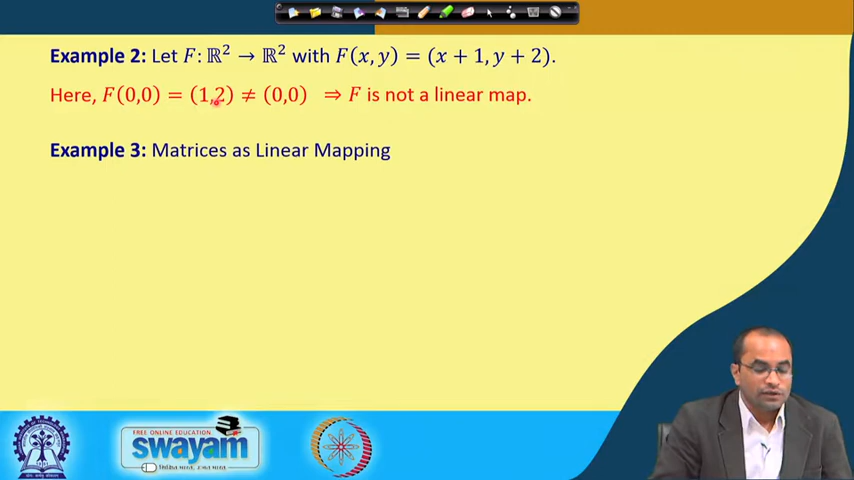 Example 2: Let F: ℝ² → ℝ² with F(x, y) = (x + 1, y + 2).
Here, F(0,0) = (1,2) ≠ (0,0) ⇒ F is not a linear map.
Example 3: Matrices as Linear Mapping
FREE ONLINE EDUCATION
swayam